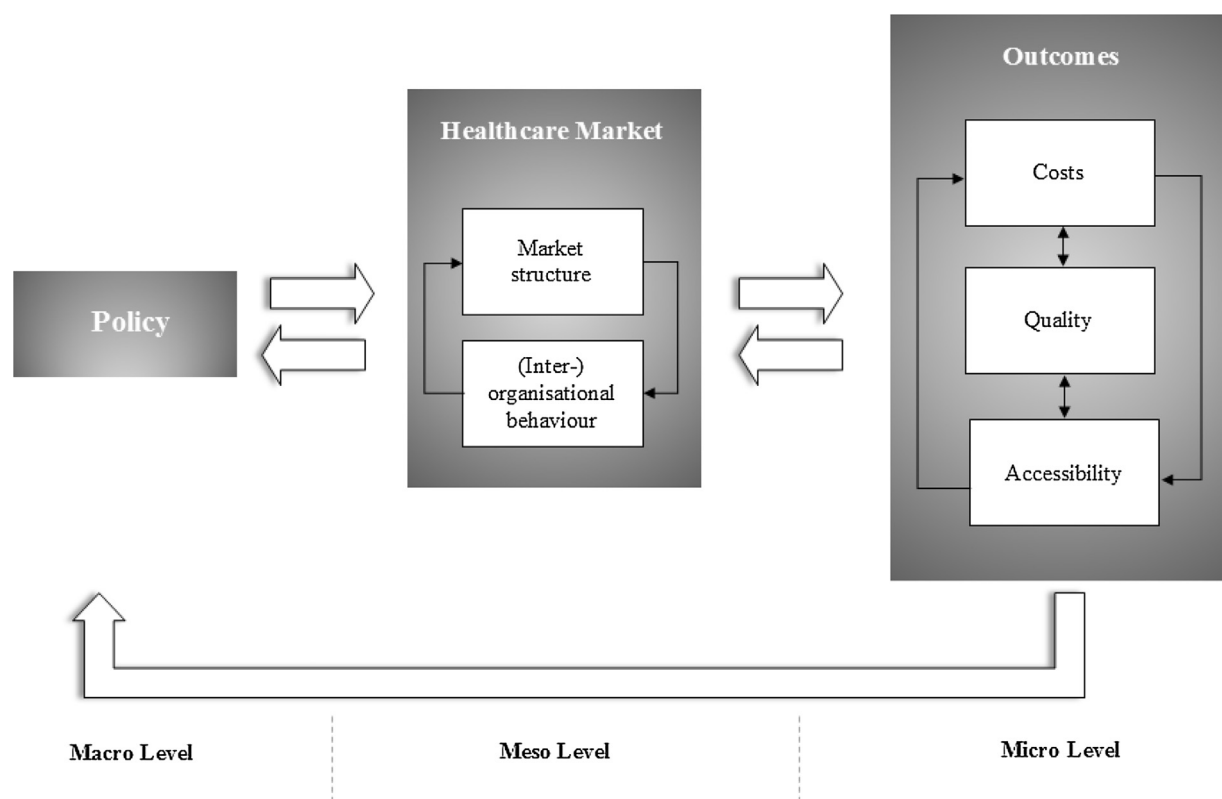 Outcomes
Healthcare Market
Costs
Market
structure
Policy
Quality
(Inter-)
organisational
behaviour
Accessibility
Macro Level
Meso Level
Micro Level